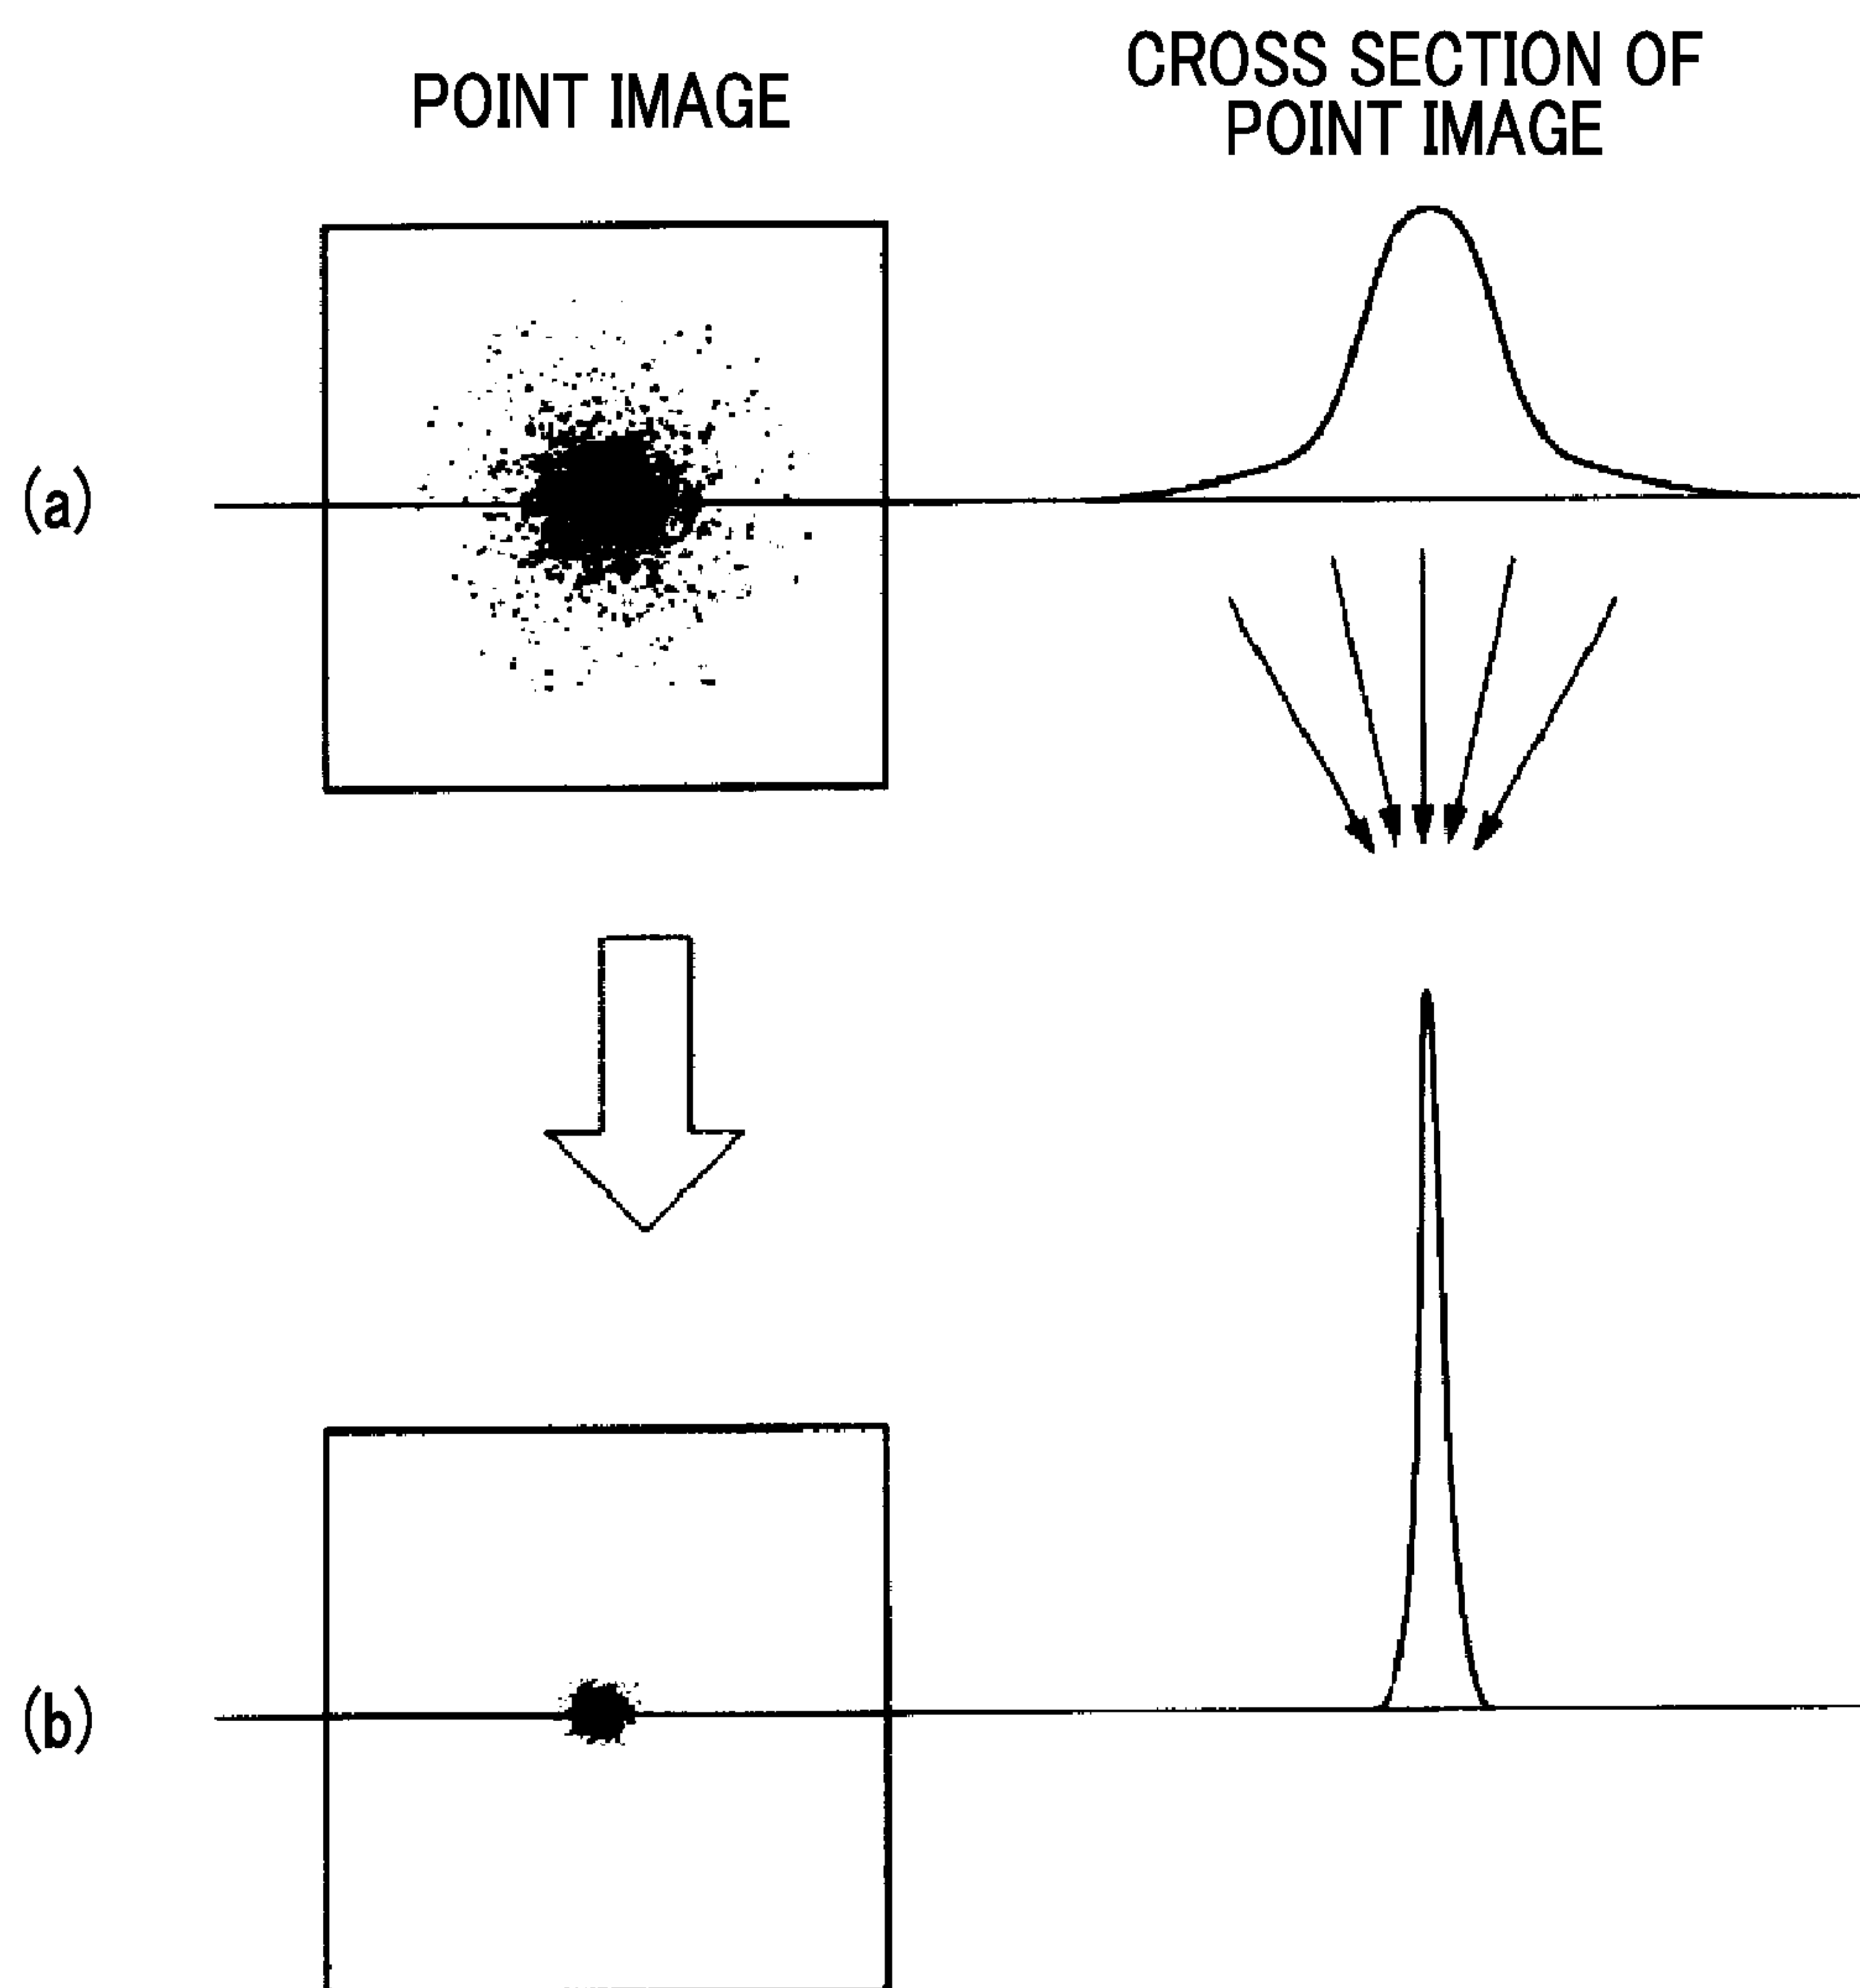 POINT IMAGE
CROSS SECTION OF
POINT IMAGE
(a)
(b)